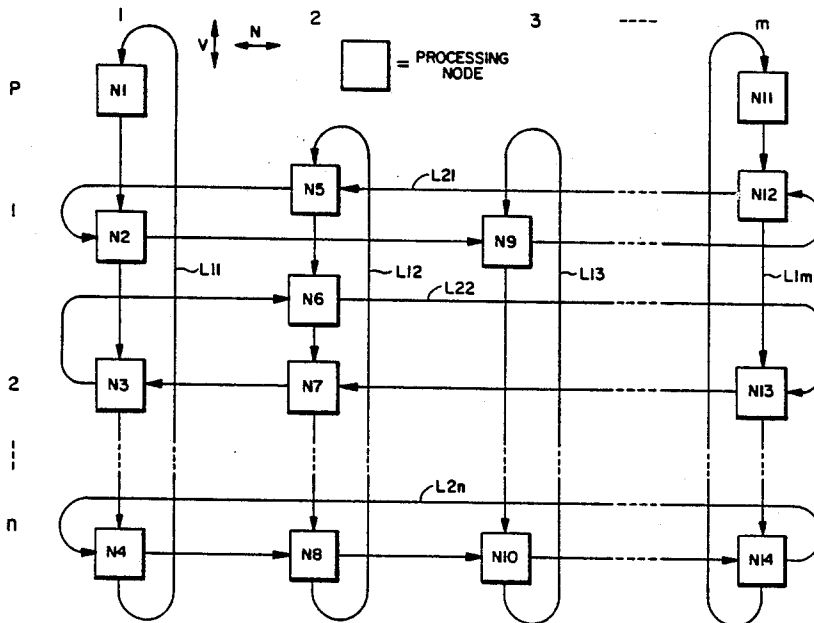 1 2 3 ---- m
V N
= PROCESSING NODE
P N1 N11
N5 L21 N12
1 N2 N9
L11 L12 L13 L1m
N6 L22
2 N3 N7 N13
L2n
n N4 N8 N10 N14